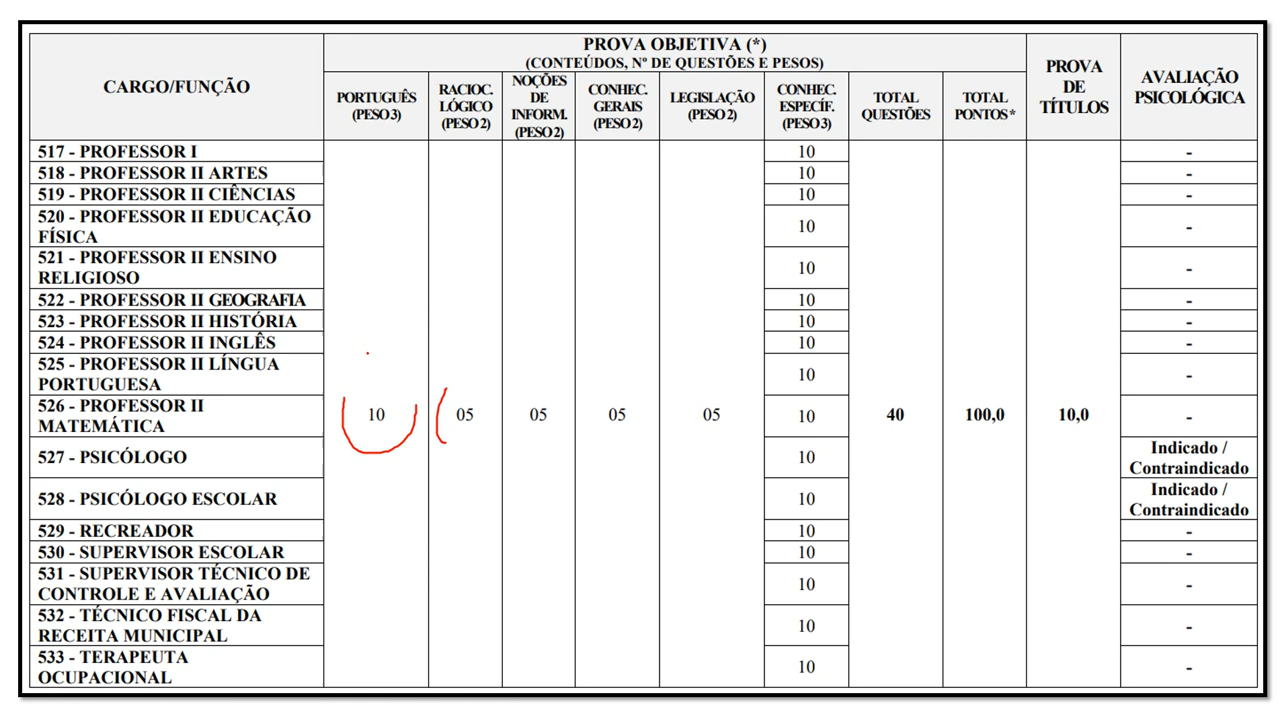 CARGO/FUNÇÃO
PROVA OBJETIVA (*)
(CONTEÚDOS, Nº DE QUESTÕES E PESOS)
PORTUGUÊS
(PESO 3)
RACIOC.
LÓGICO
(PESO 2)
NOÇÕES
DE
INFORM.
(PESO 2)
CONHEC.
GERAIS
(PESO 2)
LEGISLAÇÃO
(PESO 2)
CONHEC.
ESPECÍF.
(PESO 3)
TOTAL
QUESTÕES
TOTAL
PONTOS *
PROVA
DE
TÍTULOS
AVALIAÇÃO
PSICOLÓGICA
517 - PROFESSOR I 10 -
518 - PROFESSOR II ARTES 10 -
519 - PROFESSOR II CIÊNCIAS 10 -
520 - PROFESSOR II EDUCAÇÃO
FÍSICA
10 -
521 - PROFESSOR II ENSINO
RELIGIOSO
10 -
522 - PROFESSOR II GEOGRAFIA 10 -
523 - PROFESSOR II HISTÓRIA 10 -
524 - PROFESSOR II INGLÊS 10 -
525 - PROFESSOR II LÍNGUA
PORTUGUESA
10 -
526 - PROFESSOR II
MATEMÁTICA
10 05 05 05 05 10 40 100,0 10,0 -
527 - PSICÓLOGO 10
Indicado /
Contraindicado
528 - PSICÓLOGO ESCOLAR 10
Indicado /
Contraindicado
529 - RECREADOR 10 -
530 - SUPERVISOR ESCOLAR 10 -
531 - SUPERVISOR TÉCNICO DE
CONTROLE E AVALIAÇÃO
10 -
532 - TÉCNICO FISCAL DA
RECEITA MUNICIPAL
10 -
533 - TERAPEUTA
OCUPACIONAL
10 -